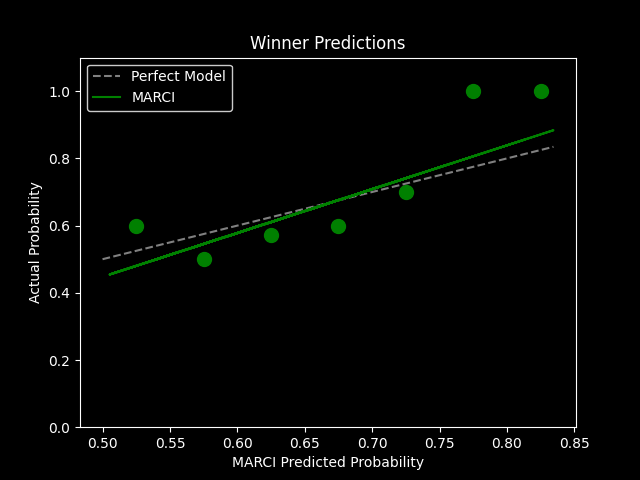 Winner Predictions
Perfect Model
MARCI
1.0
0.8
0.6
0.4
0.2
0.0
Actual Probability
0.50 0.55 0.60 0.65 0.70 0.75 0.80 0.85
MARCI Predicted Probability